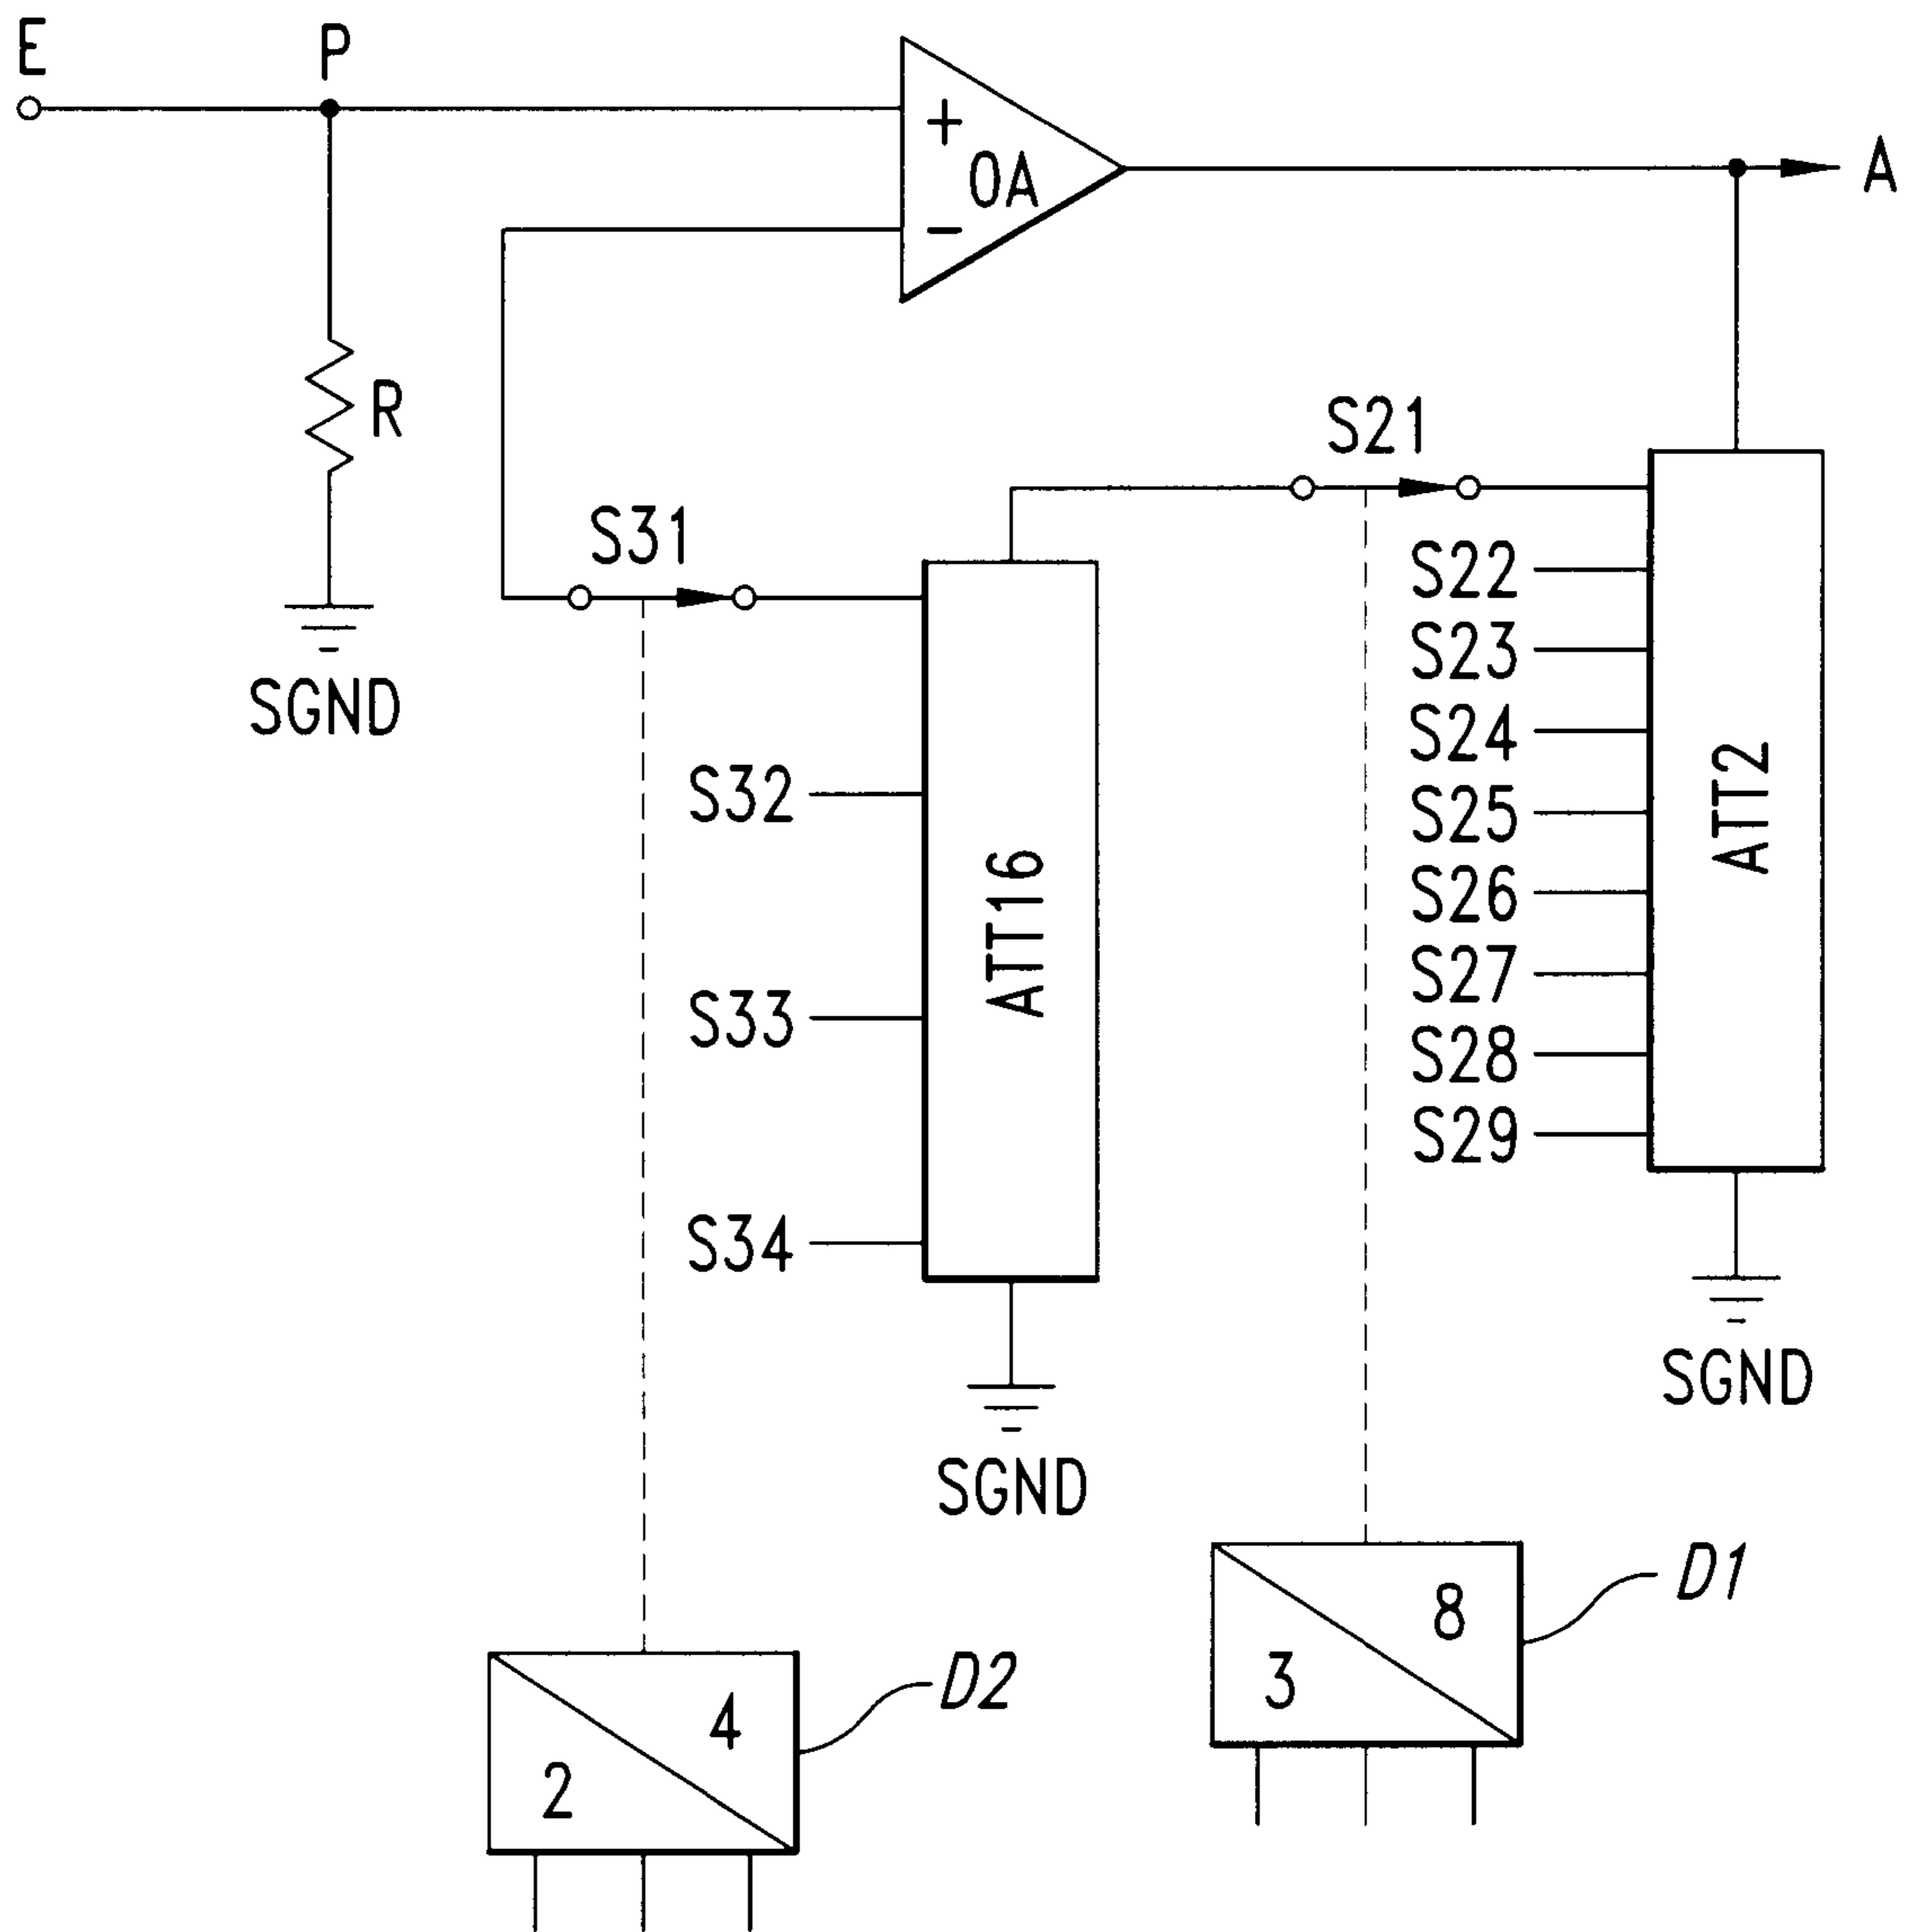 E
P
+
OA
-
A
R
SGND
S31
S32
S33
S34
ATT16
SGND
S21
S22
S23
S24
S25
S26
S27
S28
S29
ATT2
SGND
D1
8
3
D2
4
2